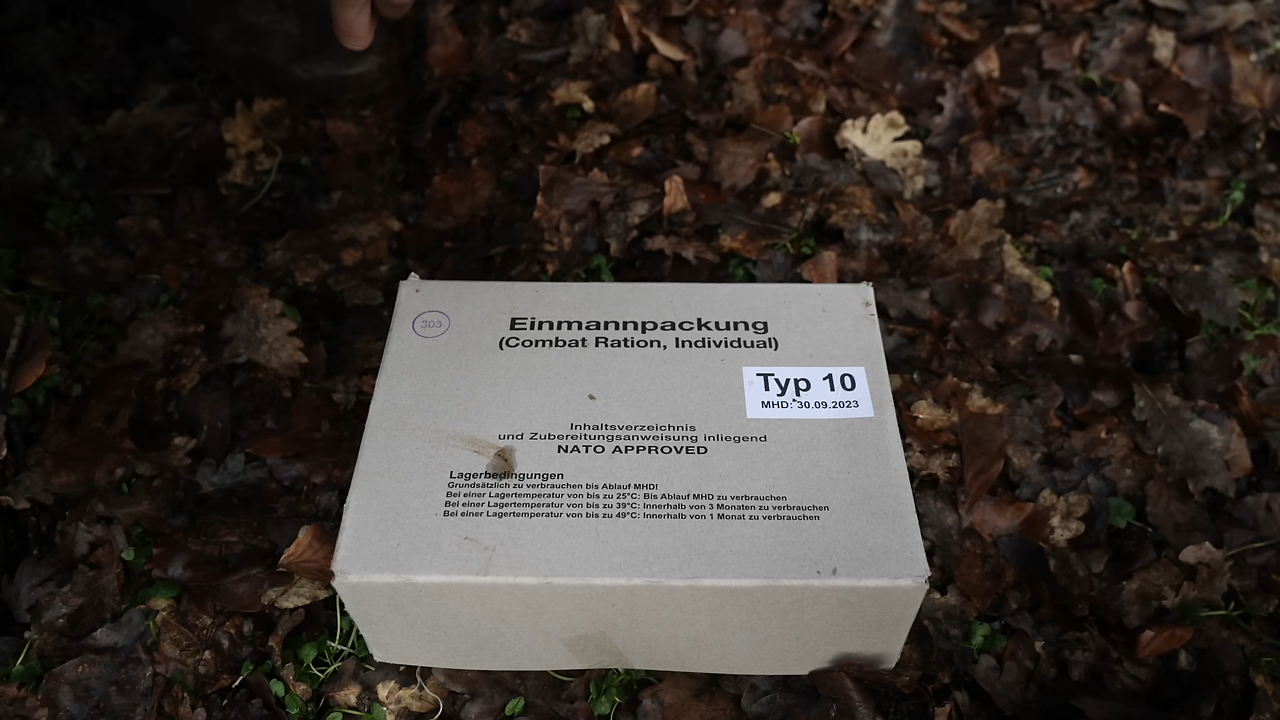 303
Einmannpackung
(Combat Ration, Individual)
Typ 10
MHD: 30.09.2023
Inhaltsverzeichnis
und Zubereitungsanweisung inliegend
NATO APPROVED
Lagerbedingungen
Grundsätzlich zu verbrauchen bis Ablauf MHD!
Bei einer Lagertemperatur von bis zu 25°C: Bis Ablauf MHD zu verbrauchen
Bei einer Lagertemperatur von bis zu 39°C: Innerhalb von 3 Monaten zu verbrauchen
Bei einer Lagertemperatur von bis zu 49°C: Innerhalb von 1 Monat zu verbrauchen